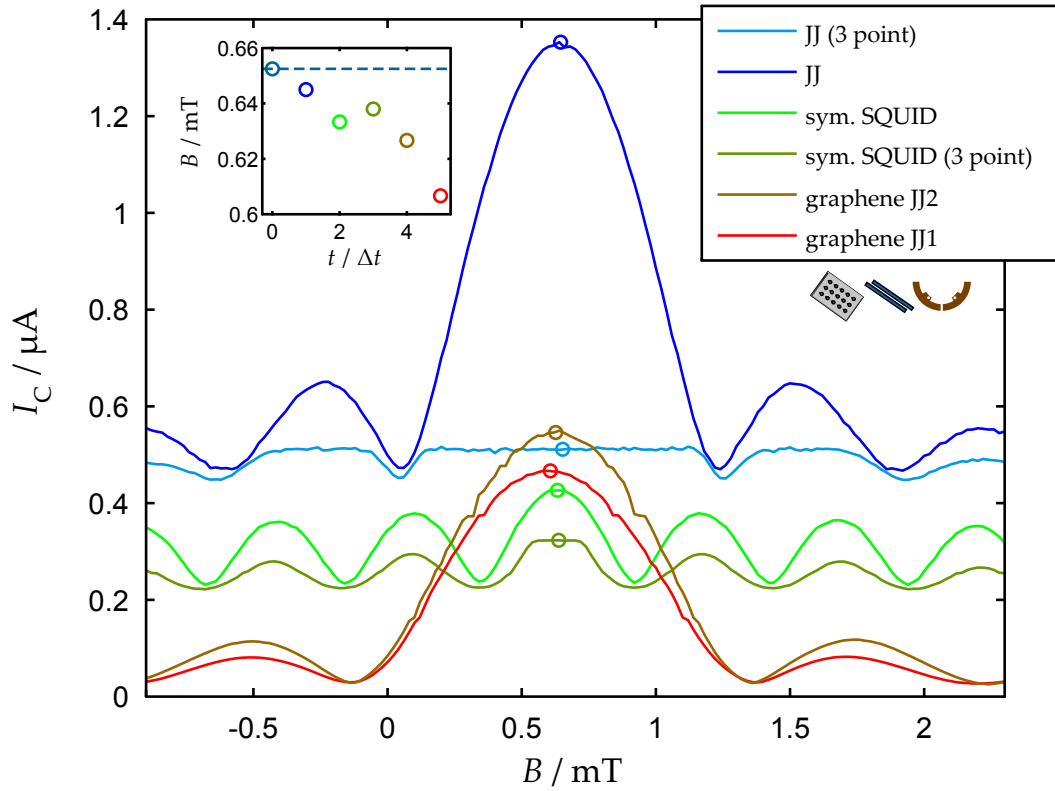 1.4
1.2
1
0.8
0.6
0.4
0.2
0
I_C / μA
-0.5
0
0.5
1
1.5
2
B / mT
0.66
0.64
0.62
0.6
B / mT
0
2
4
t / Δt
JJ (3 point)
JJ
sym. SQUID
sym. SQUID (3 point)
graphene JJ2
graphene JJ1